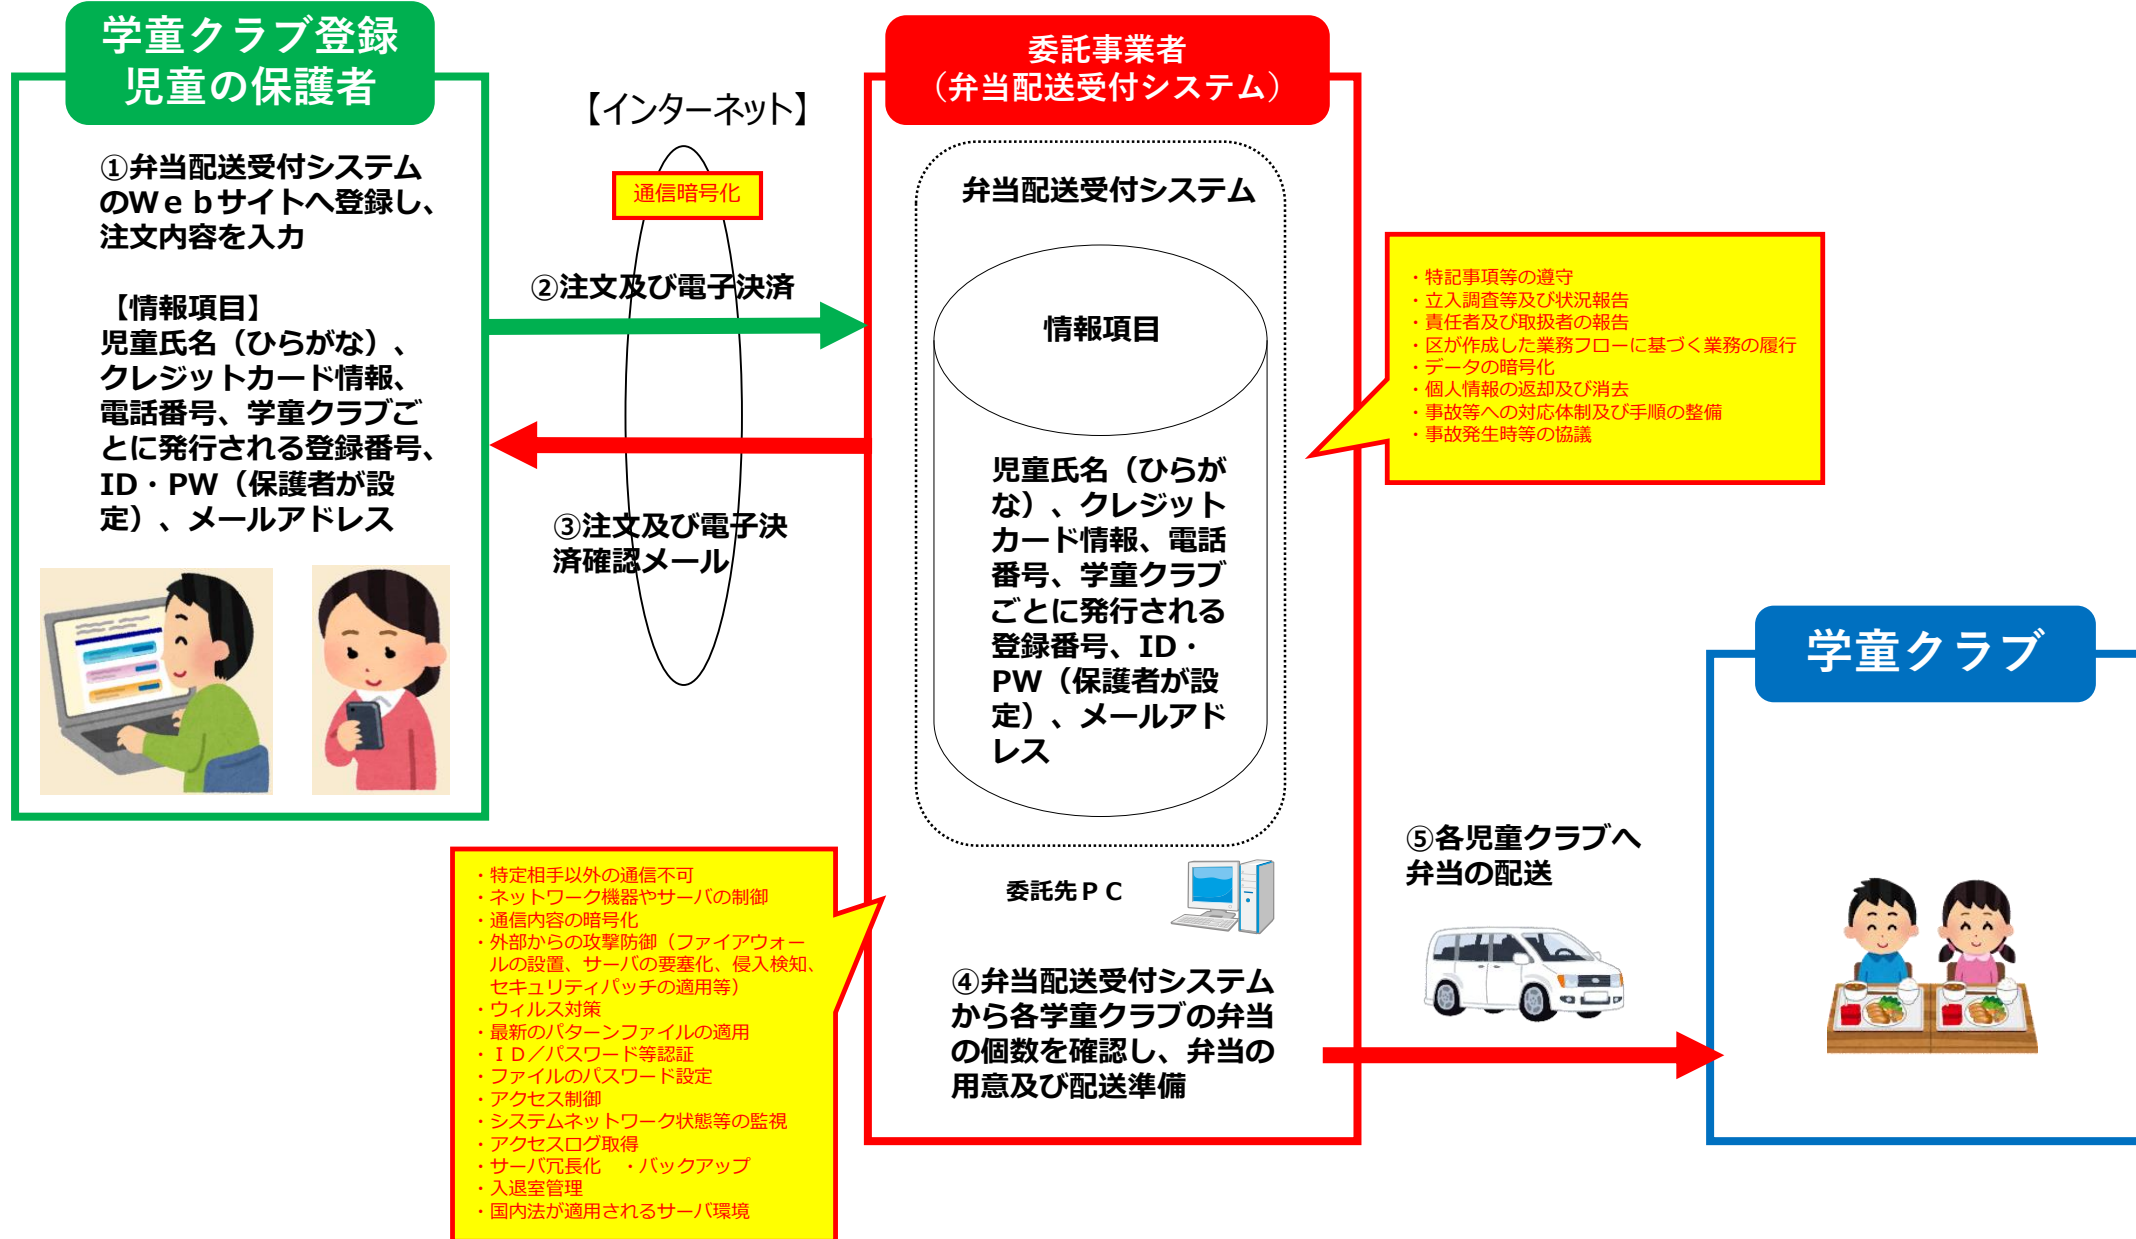 学童クラブ登録
児童の保護者
①弁当配送受付システム
のWebサイトへ登録し、
注文内容を入力
【情報項目】
児童氏名（ひらがな）、
クレジットカード情報、
電話番号、学童クラブご
とに発行される登録番号、
ID・PW（保護者が設
定）、メールアドレス
【インターネット】
通信暗号化
②注文及び電子決済
③注文及び電子決
済確認メール
委託事業者
（弁当配送受付システム）
弁当配送受付システム
情報項目
児童氏名（ひらが
な）、クレジット
カード情報、電話
番号、学童クラブ
ごとに発行される
登録番号、ID・
PW（保護者が設
定）、メールアド
レス
委託先ＰＣ
④弁当配送受付システム
から各学童クラブの弁当
の個数を確認し、弁当の
用意及び配送準備
・特記事項等の遵守
・立入調査等及び状況報告
・責任者及び取扱者の報告
・区が作成した業務フローに基づく業務の履行
・データの暗号化
・個人情報の返却及び消去
・事故等への対応体制及び手順の整備
・事故発生時等の協議
・特定相手以外の通信不可
・ネットワーク機器やサーバの制御
・通信内容の暗号化
・外部からの攻撃防御（ファイアウォー
ルの設置、サーバの要塞化、侵入検知、
セキュリティパッチの適用等）
・ウィルス対策
・最新のパターンファイルの適用
・ＩＤ／パスワード等認証
・ファイルのパスワード設定
・アクセス制御
・システムネットワーク状態等の監視
・アクセスログ取得
・サーバ冗長化　・バックアップ
・入退室管理
・国内法が適用されるサーバ環境
⑤各児童クラブへ
弁当の配送
学童クラブ